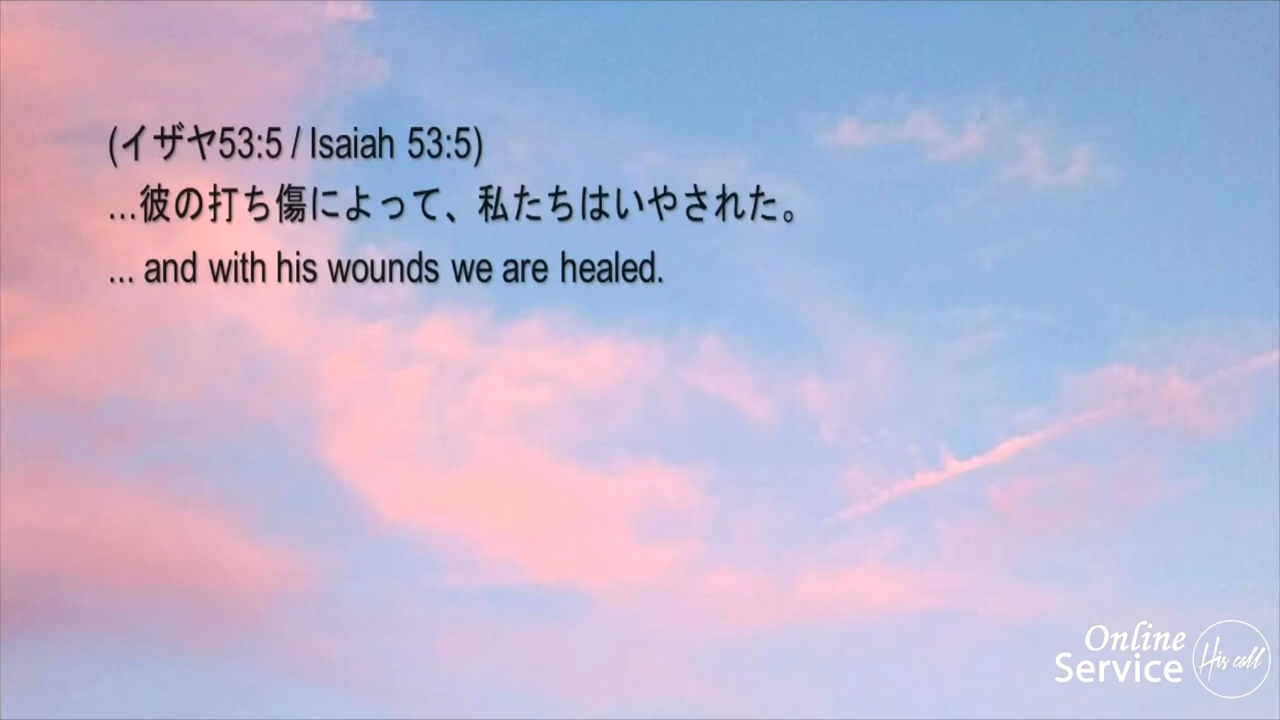 (イザヤ53:5 / Isaiah 53:5)
...彼の打ち傷によって、私たちはいやされた。
... and with his wounds we are healed.
Online
Service
His call